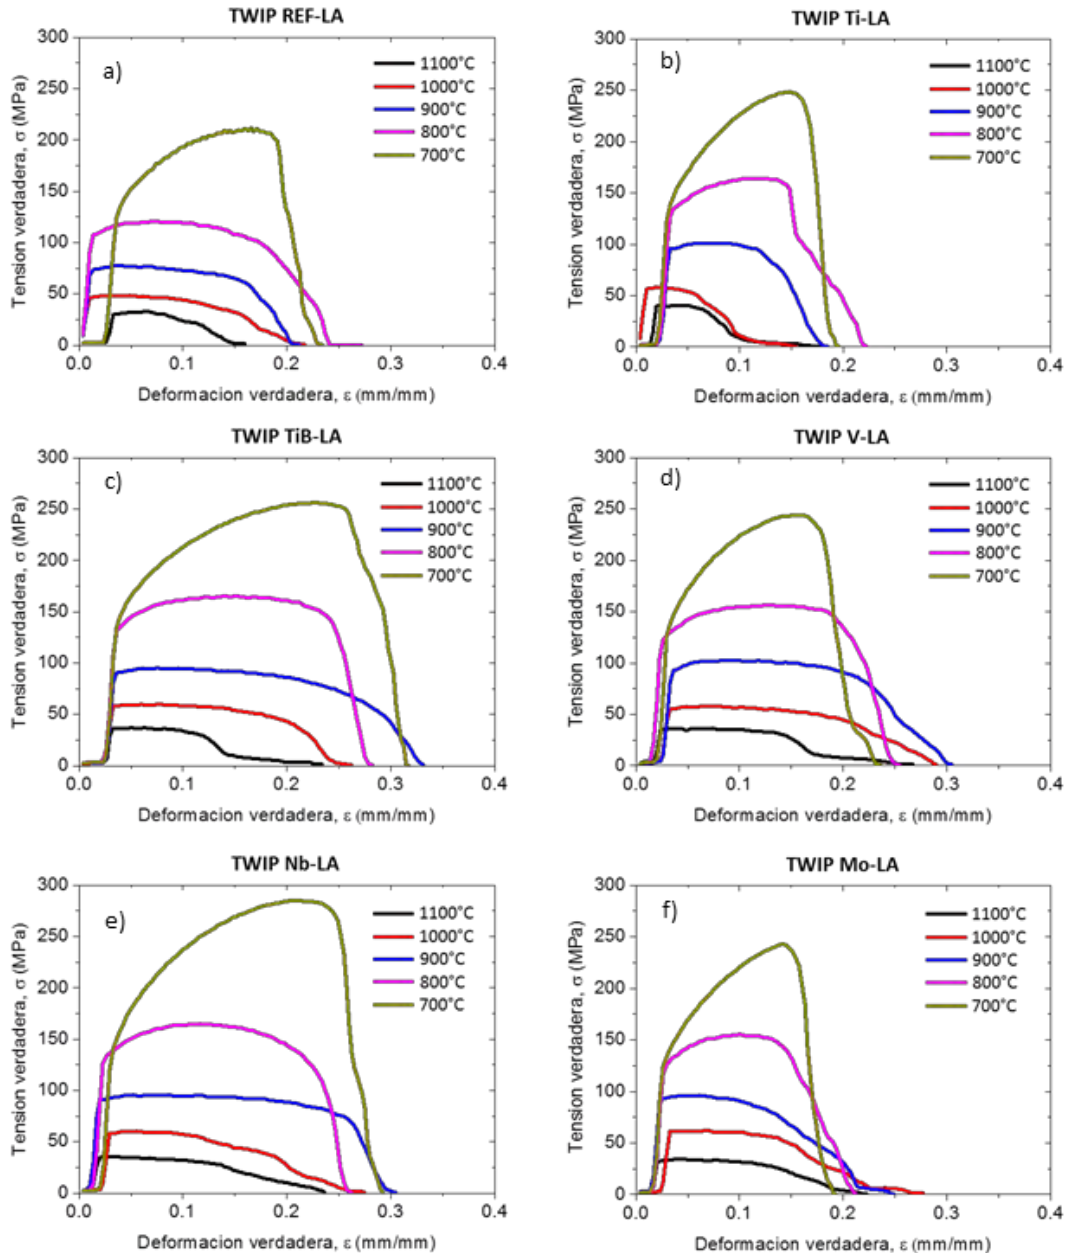 TWIP REF-LA
a)
300
250
200
150
100
50
0
Tension verdadera, σ (MPa)
1100°C
1000°C
900°C
800°C
700°C
0.0 0.1 0.2 0.3 0.4
Deformacion verdadera, ε (mm/mm)
TWIP Ti-LA
b)
300
250
200
150
100
50
0
Tension verdadera, σ (MPa)
1100°C
1000°C
900°C
800°C
700°C
0.0 0.1 0.2 0.3 0.4
Deformacion verdadera, ε (mm/mm)
TWIP TiB-LA
c)
300
250
200
150
100
50
0
Tension verdadera, σ (MPa)
1100°C
1000°C
900°C
800°C
700°C
0.0 0.1 0.2 0.3 0.4
Deformacion verdadera, ε (mm/mm)
TWIP V-LA
d)
300
250
200
150
100
50
0
Tension verdadera, σ (MPa)
1100°C
1000°C
900°C
800°C
700°C
0.0 0.1 0.2 0.3 0.4
Deformacion verdadera, ε (mm/mm)
TWIP Nb-LA
e)
300
250
200
150
100
50
0
Tension verdadera, σ (MPa)
1100°C
1000°C
900°C
800°C
700°C
0.0 0.1 0.2 0.3 0.4
Deformacion verdadera, ε (mm/mm)
TWIP Mo-LA
f)
300
250
200
150
100
50
0
Tension verdadera, σ (MPa)
1100°C
1000°C
900°C
800°C
700°C
0.0 0.1 0.2 0.3 0.4
Deformacion verdadera, ε (mm/mm)